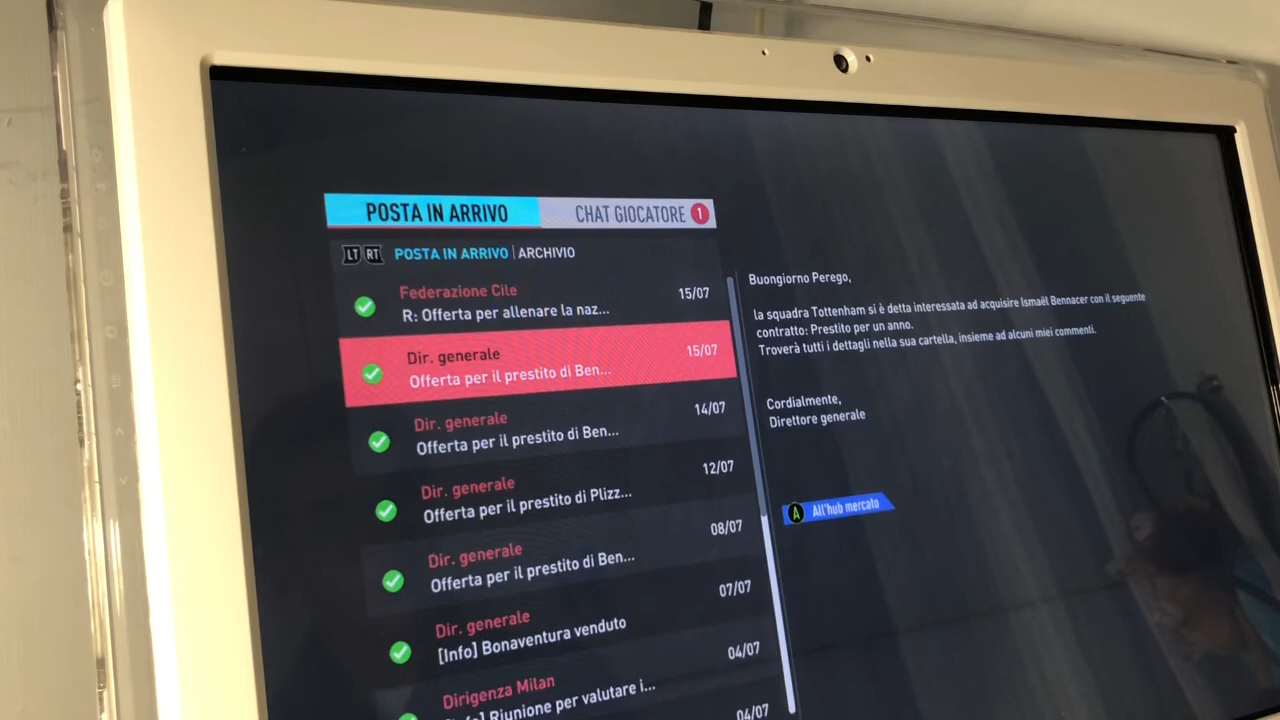 POSTA IN ARRIVO
CHAT GIOCATORE 1
LT RT POSTA IN ARRIVO | ARCHIVIO
Federazione Cile
15/07
R: Offerta per allenare la naz...
Dir. generale
15/07
Offerta per il prestito di Ben...
Dir. generale
14/07
Offerta per il prestito di Ben...
Dir. generale
12/07
Offerta per il prestito di Plizz...
Dir. generale
08/07
Offerta per il prestito di Ben...
Dir. generale
07/07
[Info] Bonaventura venduto
Dirigenza Milan
04/07
[Info] Riunione per valutare i...
04/07
Buongiorno Perego,
la squadra Tottenham si è detta interessata ad acquisire Ismaël Bennacer con il seguente
contratto: Prestito per un anno.
Troverà tutti i dettagli nella sua cartella, insieme ad alcuni miei commenti.
Cordialmente,
Direttore generale
A All'hub mercato